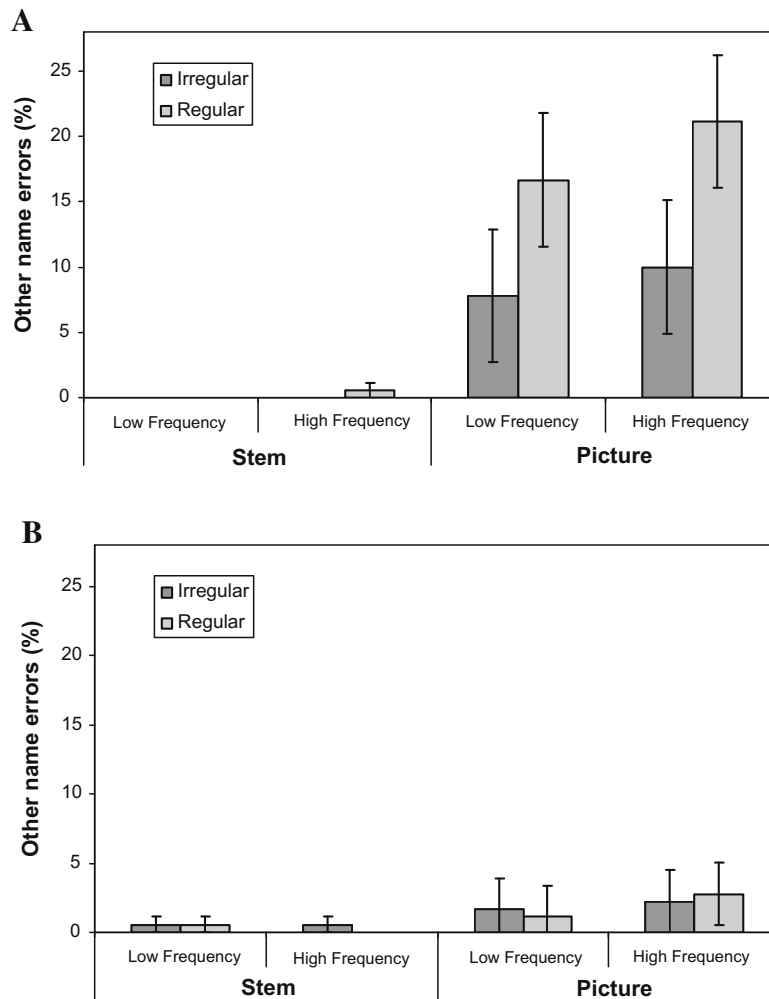 A
Other name errors (%)
25
20
15
10
5
0
Irregular
Regular
Low Frequency
High Frequency
Low Frequency
High Frequency
Stem
Picture
B
Other name errors (%)
25
20
15
10
5
0
Irregular
Regular
Low Frequency
High Frequency
Low Frequency
High Frequency
Stem
Picture